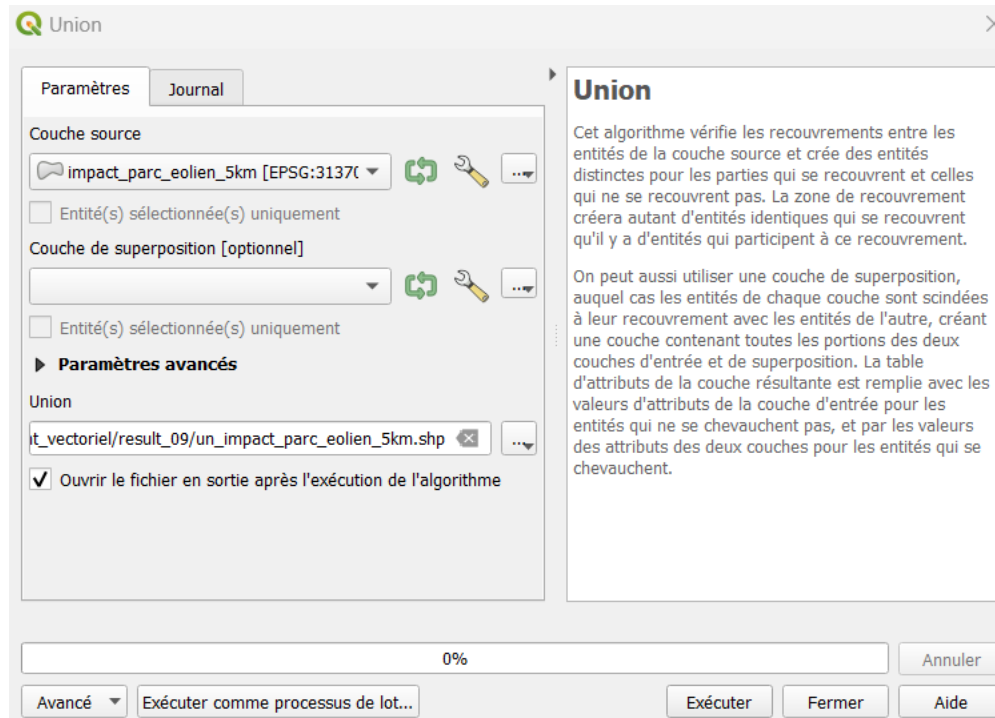 Union
Paramètres
Journal
Couche source
impact_parc_eolien_5km [EPSG:3137(
Entité(s) sélectionnée(s) uniquement
Couche de superposition [optionnel]
Entité(s) sélectionnée(s) uniquement
Paramètres avancés
Union
ıt_vectoriel/result_09/un_impact_parc_eolien_5km.shp
...
✓ Ouvrir le fichier en sortie après l'exécution de l'algorithme
Union
Cet algorithme vérifie les recouvrements entre les
entités de la couche source et crée des entités
distinctes pour les parties qui se recouvrent et celles
qui ne se recouvrent pas. La zone de recouvrement
créera autant d'entités identiques qui se recouvrent
qu'il y a d'entités qui participent à ce recouvrement.
On peut aussi utiliser une couche de superposition,
auquel cas les entités de chaque couche sont scindées
à leur recouvrement avec les entités de l'autre, créant
une couche contenant toutes les portions des deux
couches d'entrée et de superposition. La table
d'attributs de la couche résultante est remplie avec les
valeurs d'attributs de la couche d'entrée pour les
entités qui ne se chevauchent pas, et par les valeurs
des attributs des deux couches pour les entités qui se
chevauchent.
0%
Annuler
Avancé
Exécuter comme processus de lot...
Exécuter
Fermer
Aide